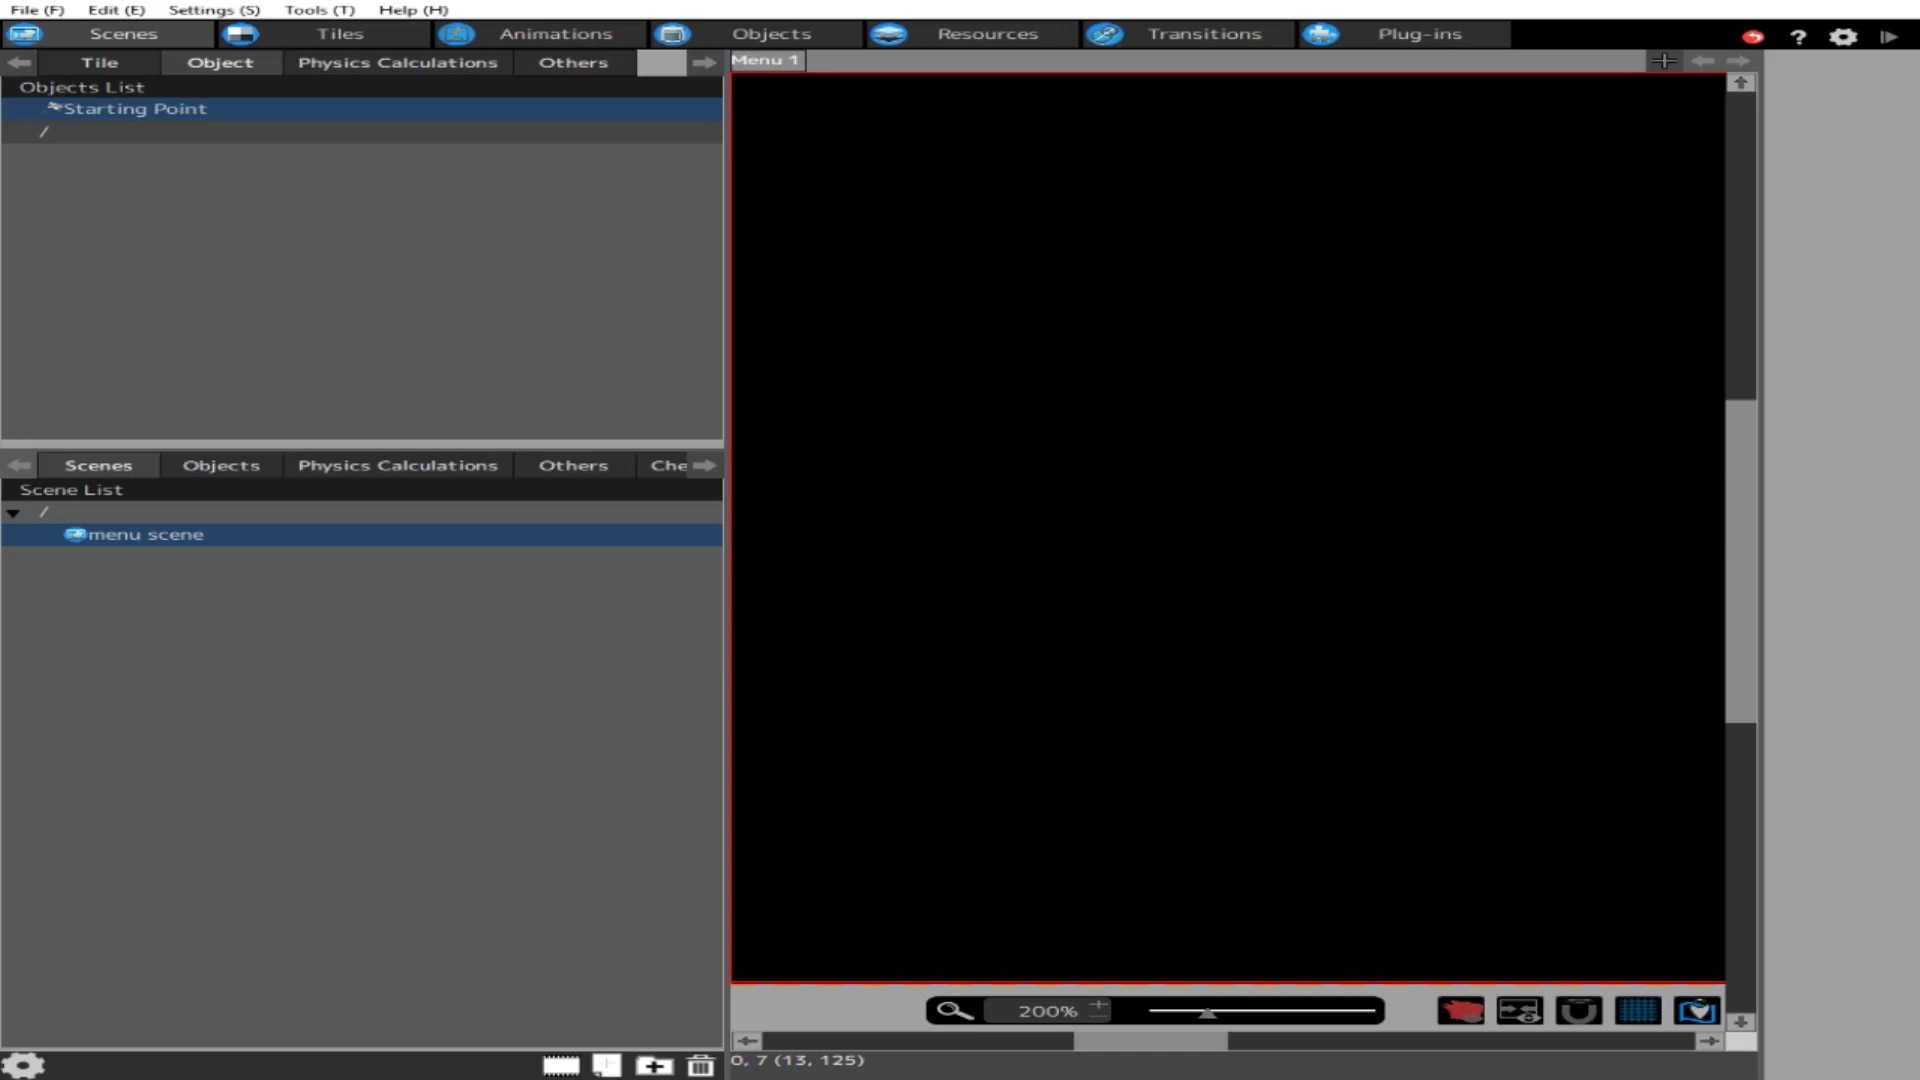 File (F) Edit (E) Settings (S) Tools (T) Help (H)
Scenes Tiles Animations Objects Resources Transitions Plug-ins
Tile Object Physics Calculations Others
Menu 1
Objects List
Starting Point
/
Scenes Objects Physics Calculations Others Che
Scene List
/
menu scene
200%
0, 7 (13, 125)